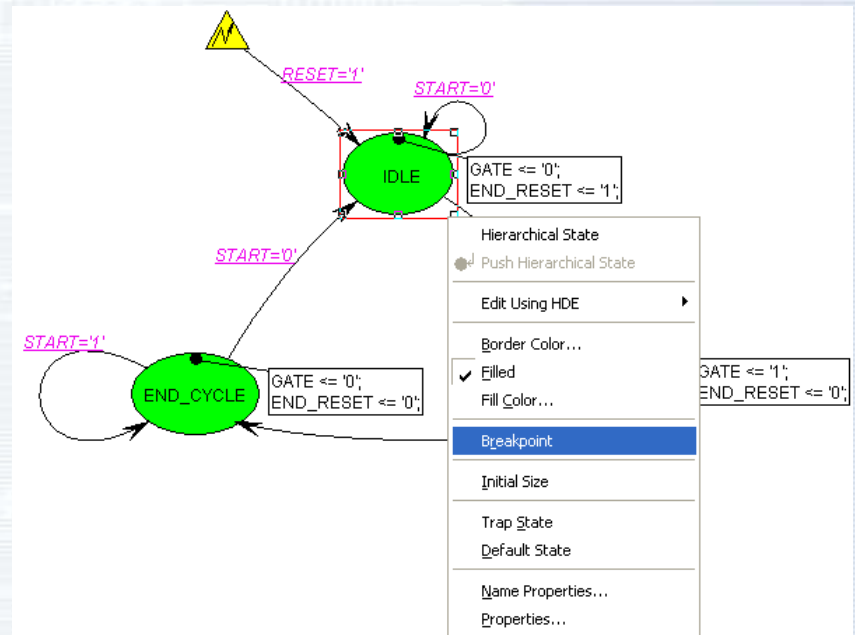 RESET='1'
START='0'
IDLE
GATE <= '0';
END_RESET <= '1';
START='0'
START='1'
END_CYCLE
GATE <= '0';
END_RESET <= '0';
GATE <= '1';
END_RESET <= '0';
Hierarchical State
Push Hierarchical State
Edit Using HDE
Border Color...
Filled
Fill Color...
Breakpoint
Initial Size
Trap State
Default State
Name Properties...
Properties...